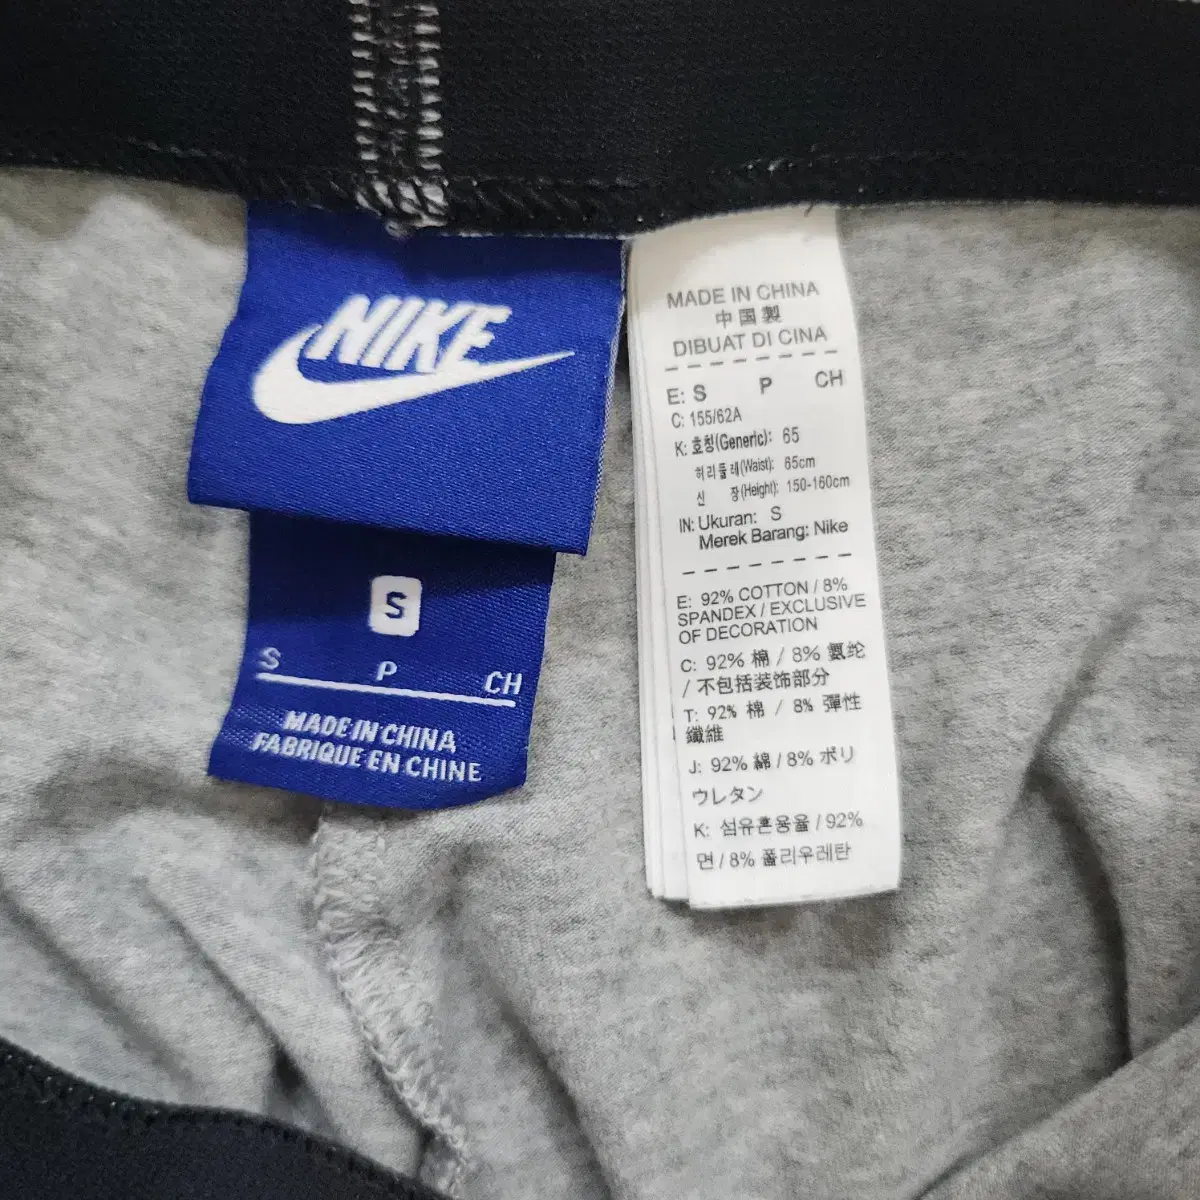 NIKE
S
S P CH
MADE IN CHINA
FABRIQUE EN CHINE
MADE IN CHINA
中国製
DIBUAT DI CINA
E: S P CH
C: 155/62A
K: 호칭(Generic): 65
허리둘레(Waist): 65cm
신 장(Height): 150-160cm
IN: Ukuran: S
Merek Barang: Nike
E: 92% COTTON / 8%
SPANDEX / EXCLUSIVE
OF DECORATION
C: 92% 棉 / 8% 氨纶
/ 不包括装饰部分
T: 92% 棉 / 8% 彈性
纖維
J: 92% 綿 / 8% ポリ
ウレタン
K: 섬유혼용율 / 92%
면 / 8% 폴리우레탄